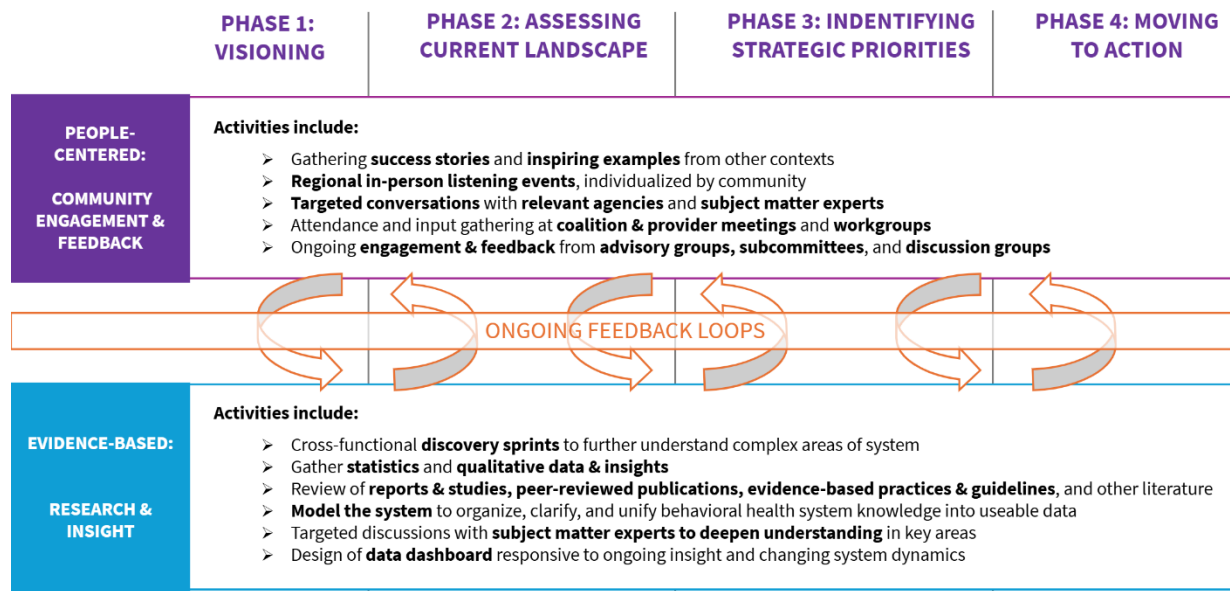 PHASE 1:
VISIONING
PHASE 2: ASSESSING
CURRENT LANDSCAPE
PHASE 3: INDENTIFYING
STRATEGIC PRIORITIES
PHASE 4: MOVING
TO ACTION
PEOPLE-
CENTERED:
COMMUNITY
ENGAGEMENT &
FEEDBACK
Activities include:
➢ Gathering success stories and inspiring examples from other contexts
➢ Regional in-person listening events, individualized by community
➢ Targeted conversations with relevant agencies and subject matter experts
➢ Attendance and input gathering at coalition & provider meetings and workgroups
➢ Ongoing engagement & feedback from advisory groups, subcommittees, and discussion groups
ONGOING FEEDBACK LOOPS
EVIDENCE-BASED:
RESEARCH &
INSIGHT
Activities include:
➢ Cross-functional discovery sprints to further understand complex areas of system
➢ Gather statistics and qualitative data & insights
➢ Review of reports & studies, peer-reviewed publications, evidence-based practices & guidelines, and other literature
➢ Model the system to organize, clarify, and unify behavioral health system knowledge into useable data
➢ Targeted discussions with subject matter experts to deepen understanding in key areas
➢ Design of data dashboard responsive to ongoing insight and changing system dynamics